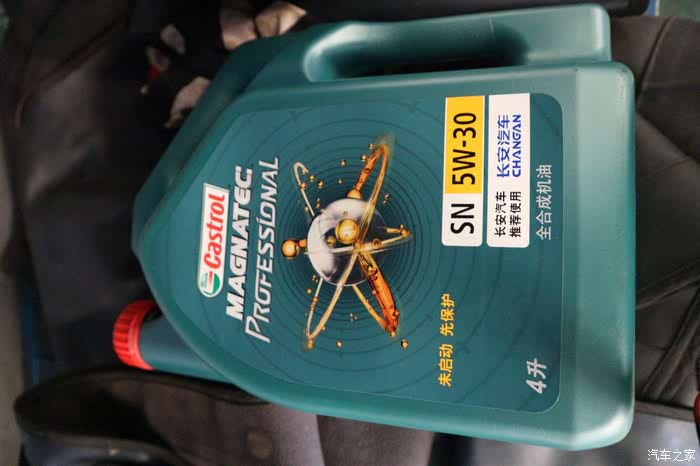 Castrol
MAGNATEC
PROFESSIONAL
未启动 先保护
SN 5W-30
长安汽车
推荐使用
长安汽车
CHANGAN
全合成机油
4升
汽车之家